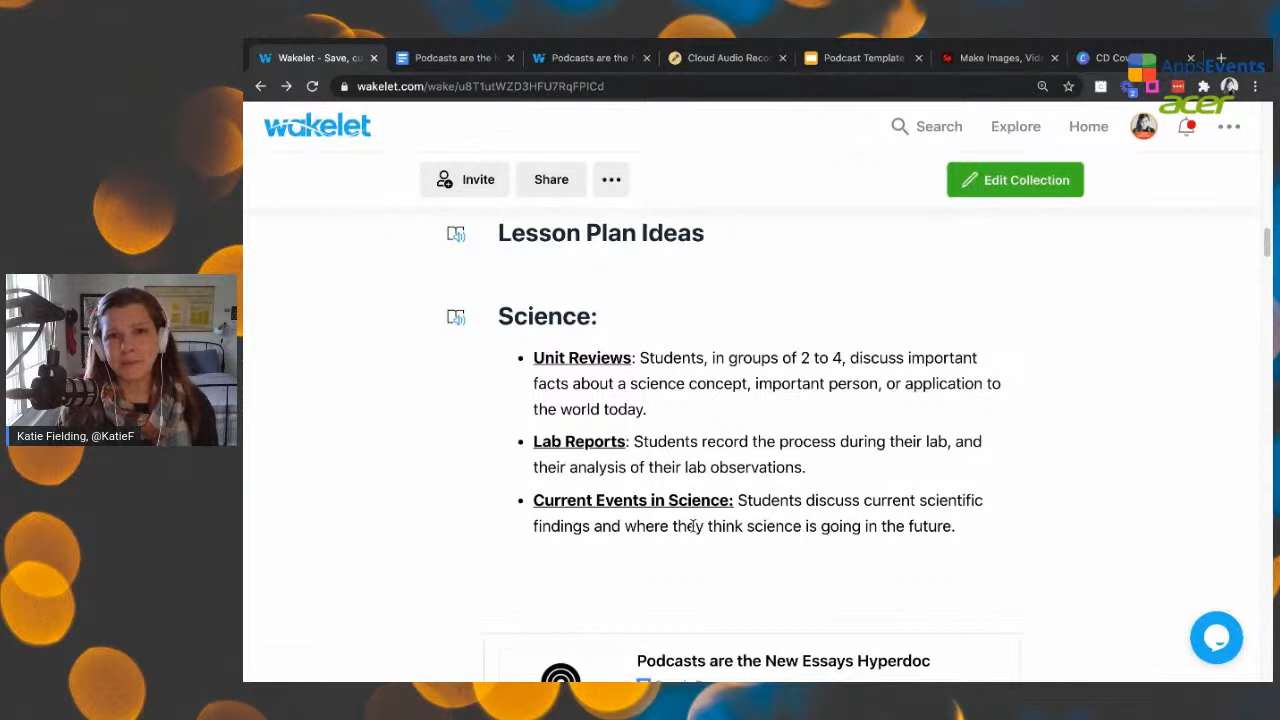 Wakelet - Save, cu
Podcasts are the
Podcasts are the
Cloud Audio Reco
Podcast Template
Make Images, Vid
CD Co
AppsEvents
acer
wakelet.com/wake/u8T1utWZD3HFU7RqFPICd
wakelet
Search
Explore
Home
Invite
Share
Edit Collection
Lesson Plan Ideas
Science:
• Unit Reviews: Students, in groups of 2 to 4, discuss important
facts about a science concept, important person, or application to
the world today.
• Lab Reports: Students record the process during their lab, and
their analysis of their lab observations.
• Current Events in Science: Students discuss current scientific
findings and where they think science is going in the future.
Podcasts are the New Essays Hyperdoc
Katie Fielding, @KatieF